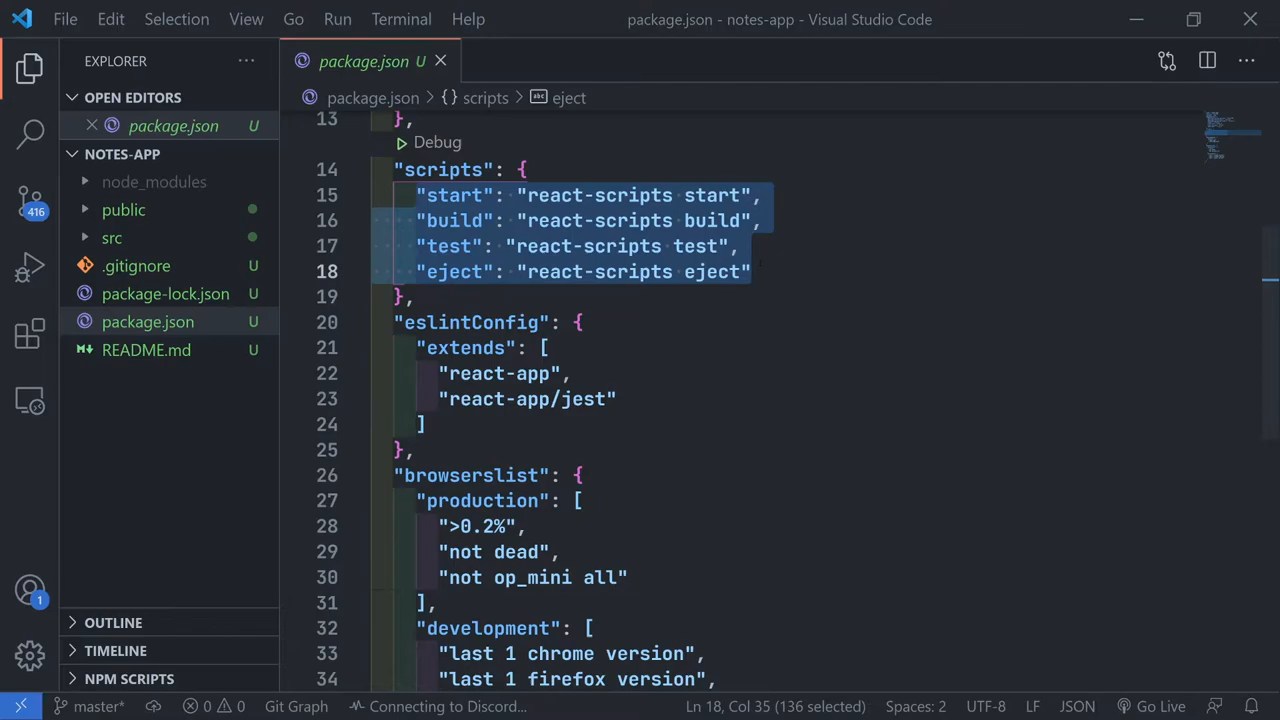 File Edit Selection View Go Run Terminal Help package.json - notes-app - Visual Studio Code
EXPLORER ···
OPEN EDITORS
package.json U
NOTES-APP
node_modules
public
src
.gitignore U
package-lock.json U
package.json U
README.md U
OUTLINE
TIMELINE
NPM SCRIPTS
416
1
package.json U
package.json > {} scripts > abc eject
13 },
Debug
14 "scripts": {
15 "start": "react-scripts start",
16 "build": "react-scripts build",
17 "test": "react-scripts test",
18 "eject": "react-scripts eject"
19 },
20 "eslintConfig": {
21 "extends": [
22 "react-app",
23 "react-app/jest"
24 ]
25 },
26 "browserslist": {
27 "production": [
28 ">0.2%",
29 "not dead",
30 "not op_mini all"
31 ],
32 "development": [
33 "last 1 chrome version",
34 "last 1 firefox version",
master* 0 0 Git Graph Connecting to Discord... Ln 18, Col 35 (136 selected) Spaces: 2 UTF-8 LF JSON Go Live